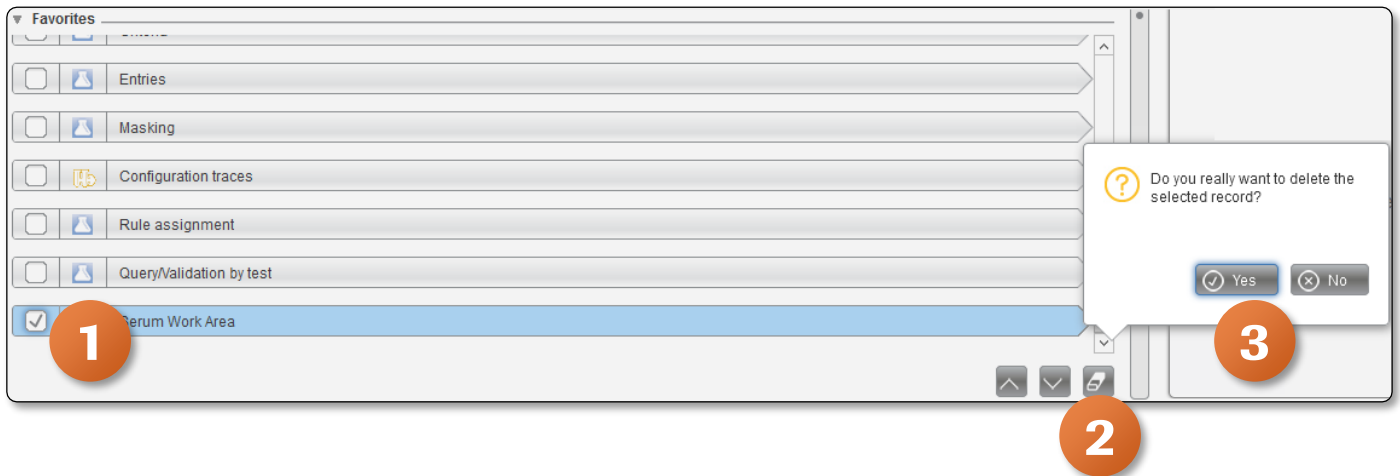 Favorites
Entries
Masking
Configuration traces
Rule assignment
Query/Validation by test
Serum Work Area
Do you really want to delete the
selected record?
Yes
No
1
3
2